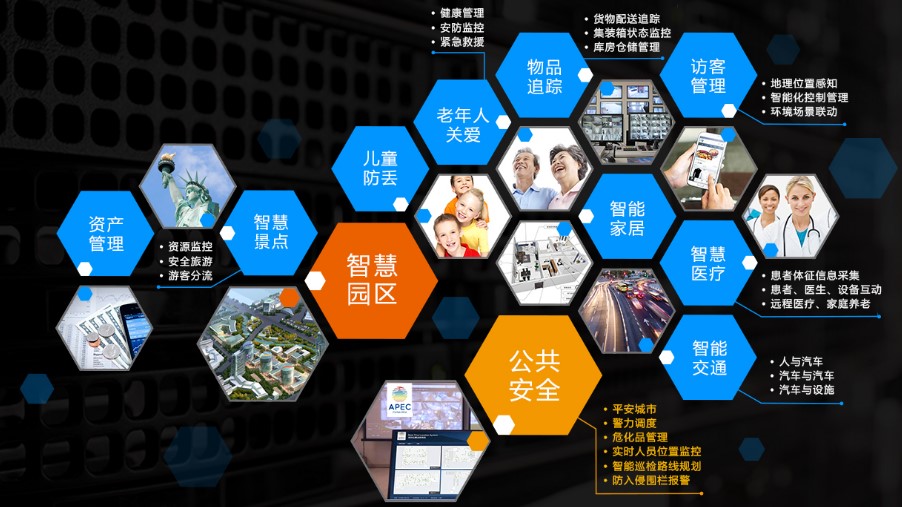 • 健康管理
• 安防监控
• 紧急救援
• 货物配送追踪
• 集装箱状态监控
• 库房仓储管理
物品
追踪
访客
管理
• 地理位置感知
• 智能化控制管理
• 环境场景联动
老年人
关爱
儿童
防丢
资产
管理
智慧
景点
• 资源监控
• 安全旅游
• 游客分流
智能
家居
智慧
园区
智慧
医疗
• 患者体征信息采集
• 患者、医生、设备互动
• 远程医疗、家庭养老
公共
安全
智能
交通
• 人与汽车
• 汽车与汽车
• 汽车与设施
APEC
• 平安城市
• 警力调度
• 危化品管理
• 实时人员位置监控
• 智能巡检路线规划
• 防入侵围栏报警